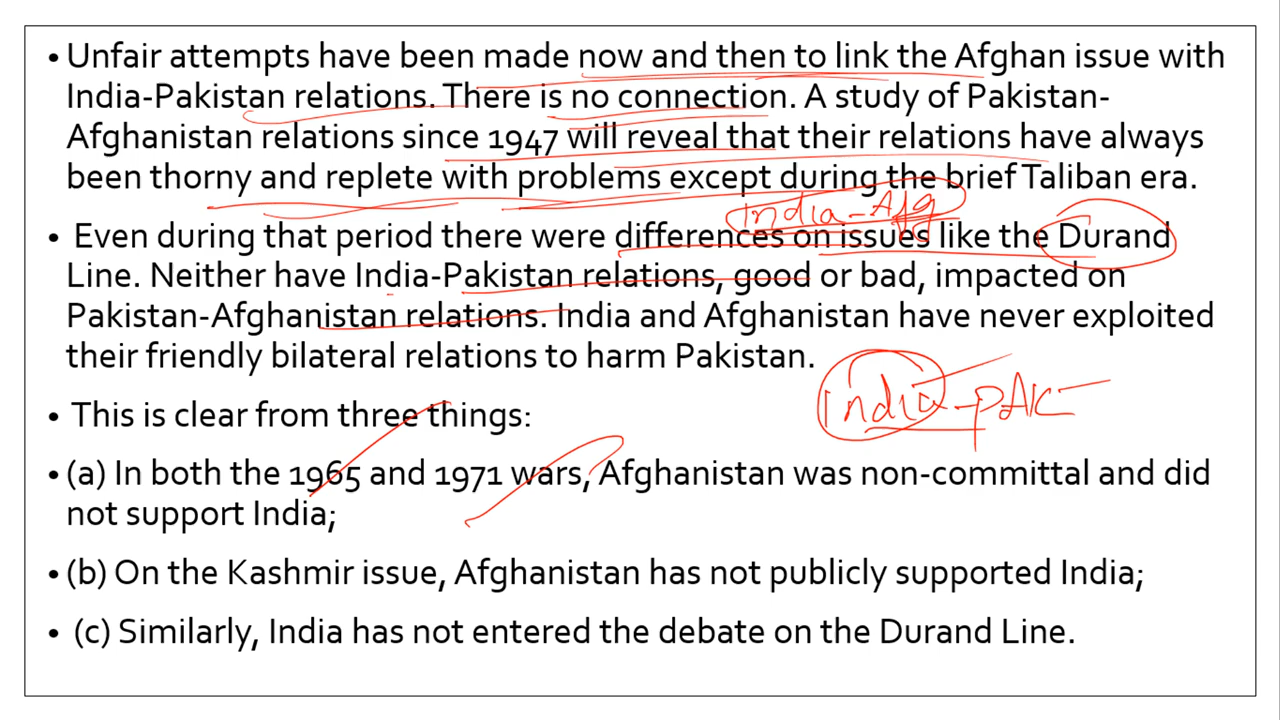 • Unfair attempts have been made now and then to link the Afghan issue with
India-Pakistan relations. There is no connection. A study of Pakistan-
Afghanistan relations since 1947 will reveal that their relations have always
been thorny and replete with problems except during the brief Taliban era.
India-Afg
• Even during that period there were differences on issues like the Durand
Line. Neither have India-Pakistan relations, good or bad, impacted on
Pakistan-Afghanistan relations. India and Afghanistan have never exploited
their friendly bilateral relations to harm Pakistan.
India-PAK
• This is clear from three things:
• (a) In both the 1965 and 1971 wars, Afghanistan was non-committal and did
not support India;
• (b) On the Kashmir issue, Afghanistan has not publicly supported India;
• (c) Similarly, India has not entered the debate on the Durand Line.